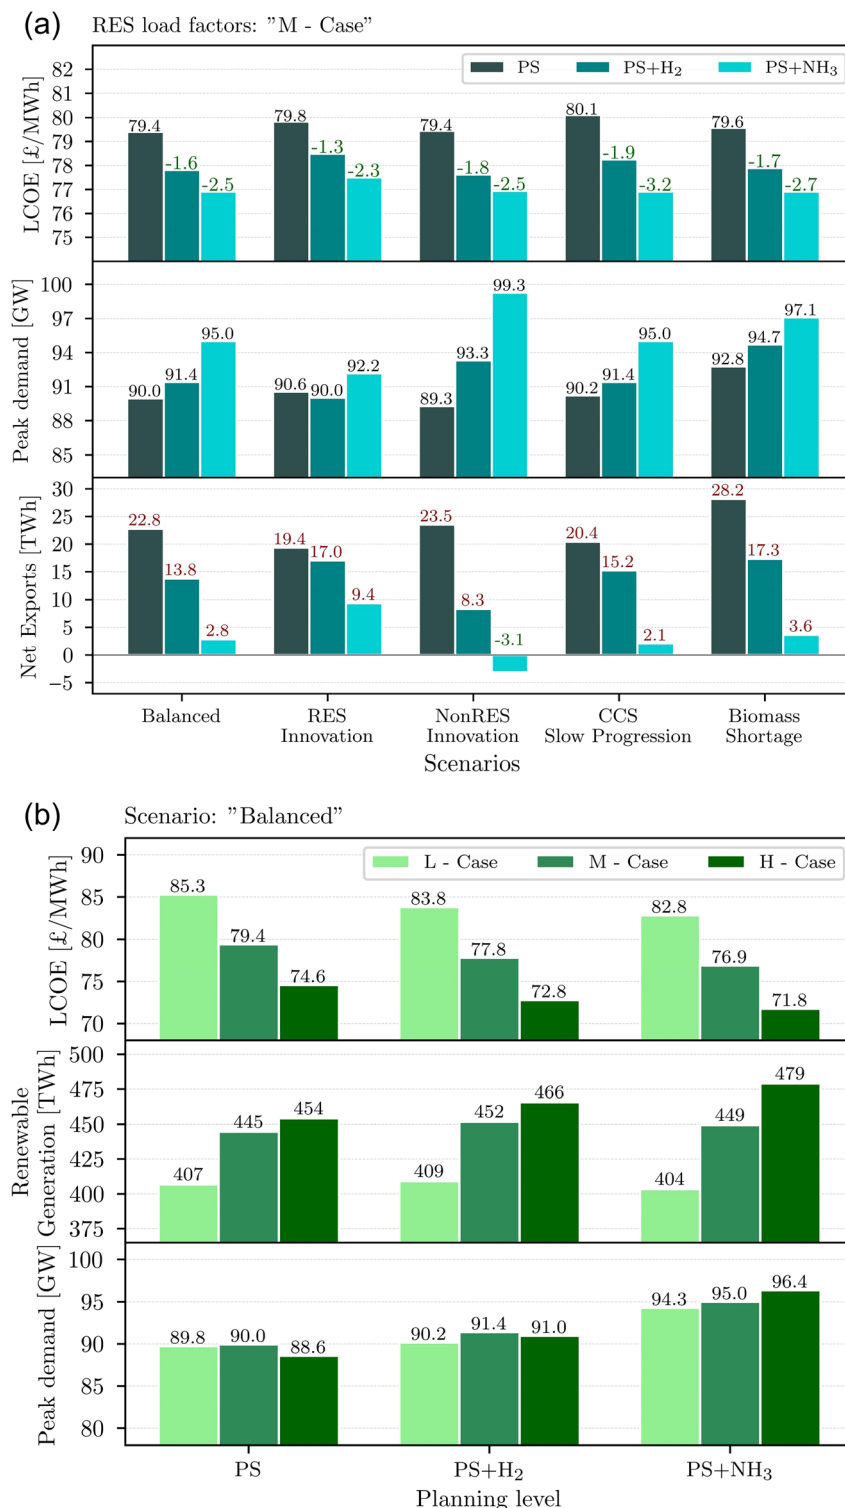 (a) RES load factors: "M - Case"
PS PS+H₂ PS+NH₃
LCOE [£/MWh]
82
81
80
79
78
77
76
75
79.4 -1.6 -2.5
79.8 -1.3 -2.3
79.4 -1.8 -2.5
80.1 -1.9 -3.2
79.6 -1.7 -2.7
Peak demand [GW]
100
97
94
91
88
85
90.0 91.4 95.0
90.6 90.0 92.2
89.3 93.3 99.3
90.2 91.4 95.0
92.8 94.7 97.1
Net Exports [TWh]
30
25
20
15
10
5
0
−5
22.8 13.8 2.8
19.4 17.0 9.4
23.5 8.3 -3.1
20.4 15.2 2.1
28.2 17.3 3.6
Balanced
RES
Innovation
NonRES
Innovation
CCS
Slow Progression
Biomass
Shortage
Scenarios
(b) Scenario: "Balanced"
L - Case M - Case H - Case
LCOE [£/MWh]
90
85
80
75
70
85.3 79.4 74.6
83.8 77.8 72.8
82.8 76.9 71.8
Renewable
Generation [TWh]
500
475
450
425
400
375
407 445 454
409 452 466
404 449 479
Peak demand [GW]
100
95
90
85
80
89.8 90.0 88.6
90.2 91.4 91.0
94.3 95.0 96.4
PS PS+H₂ PS+NH₃
Planning level